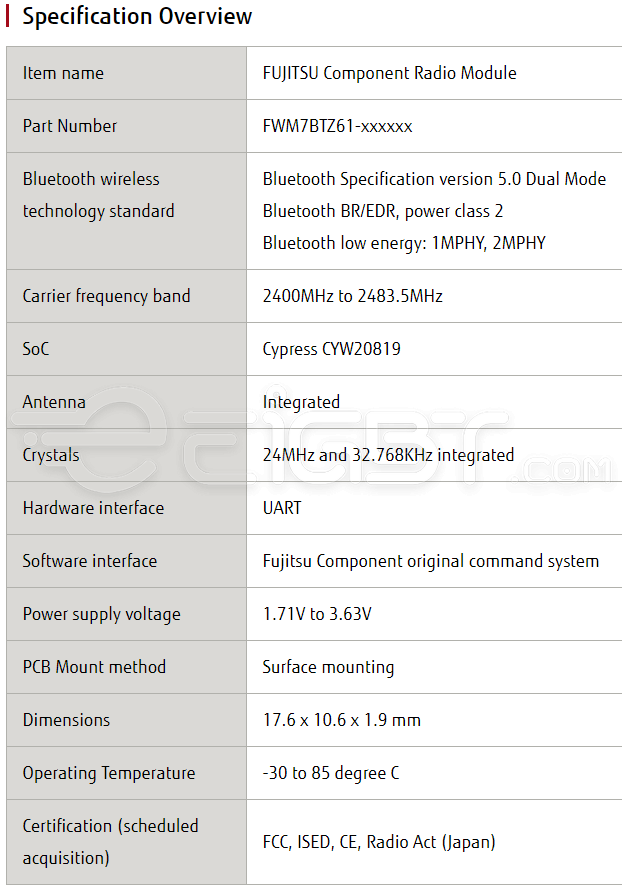 Specification Overview
Item name
FUJITSU Component Radio Module
Part Number
FWM7BTZ61-xxxxxx
Bluetooth wireless
technology standard
Bluetooth Specification version 5.0 Dual Mode
Bluetooth BR/EDR, power class 2
Bluetooth low energy: 1MPHY, 2MPHY
Carrier frequency band
2400MHz to 2483.5MHz
SoC
Cypress CYW20819
Antenna
Integrated
Crystals
24MHz and 32.768KHz integrated
Hardware interface
UART
Software interface
Fujitsu Component original command system
Power supply voltage
1.71V to 3.63V
PCB Mount method
Surface mounting
Dimensions
17.6 x 10.6 x 1.9 mm
Operating Temperature
-30 to 85 degree C
Certification (scheduled
acquisition)
FCC, ISED, CE, Radio Act (Japan)